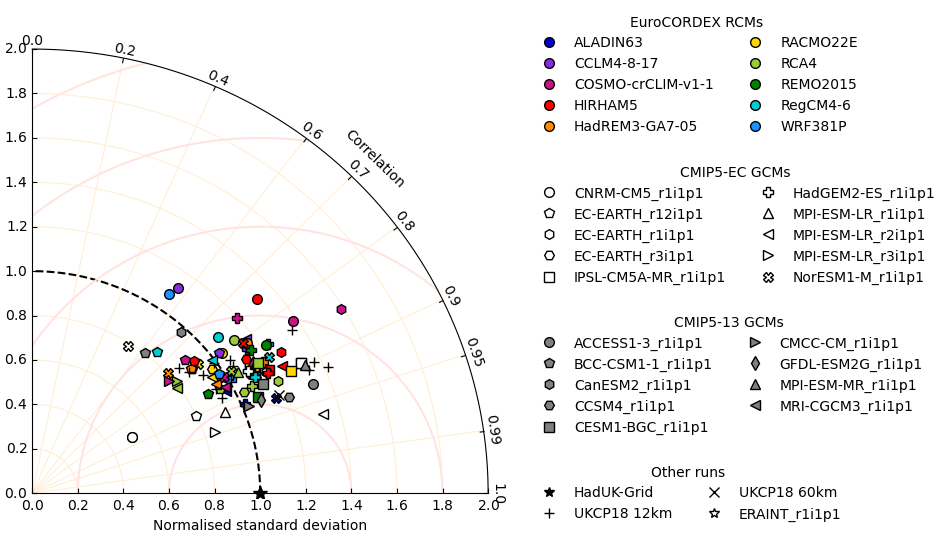 EuroCORDEX RCMs
ALADIN63
CCLM4-8-17
COSMO-crCLIM-v1-1
HIRHAM5
HadREM3-GA7-05
RACMO22E
RCA4
REMO2015
RegCM4-6
WRF381P
CMIP5-EC GCMs
CNRM-CM5_r1i1p1
EC-EARTH_r12i1p1
EC-EARTH_r1i1p1
EC-EARTH_r3i1p1
IPSL-CM5A-MR_r1i1p1
HadGEM2-ES_r1i1p1
MPI-ESM-LR_r1i1p1
MPI-ESM-LR_r2i1p1
MPI-ESM-LR_r3i1p1
NorESM1-M_r1i1p1
CMIP5-13 GCMs
ACCESS1-3_r1i1p1
BCC-CSM1-1_r1i1p1
CanESM2_r1i1p1
CCSM4_r1i1p1
CESM1-BGC_r1i1p1
CMCC-CM_r1i1p1
GFDL-ESM2G_r1i1p1
MPI-ESM-MR_r1i1p1
MRI-CGCM3_r1i1p1
Other runs
HadUK-Grid
UKCP18 12km
UKCP18 60km
ERAINT_r1i1p1
Correlation
0.0
0.2
0.4
0.6
0.7
0.8
0.9
0.95
0.99
1.0
2.0
1.8
1.6
1.4
1.2
1.0
0.8
0.6
0.4
0.2
0.0
0.0
0.2
0.4
0.6
0.8
1.0
1.2
1.4
1.6
1.8
2.0
Normalised standard deviation